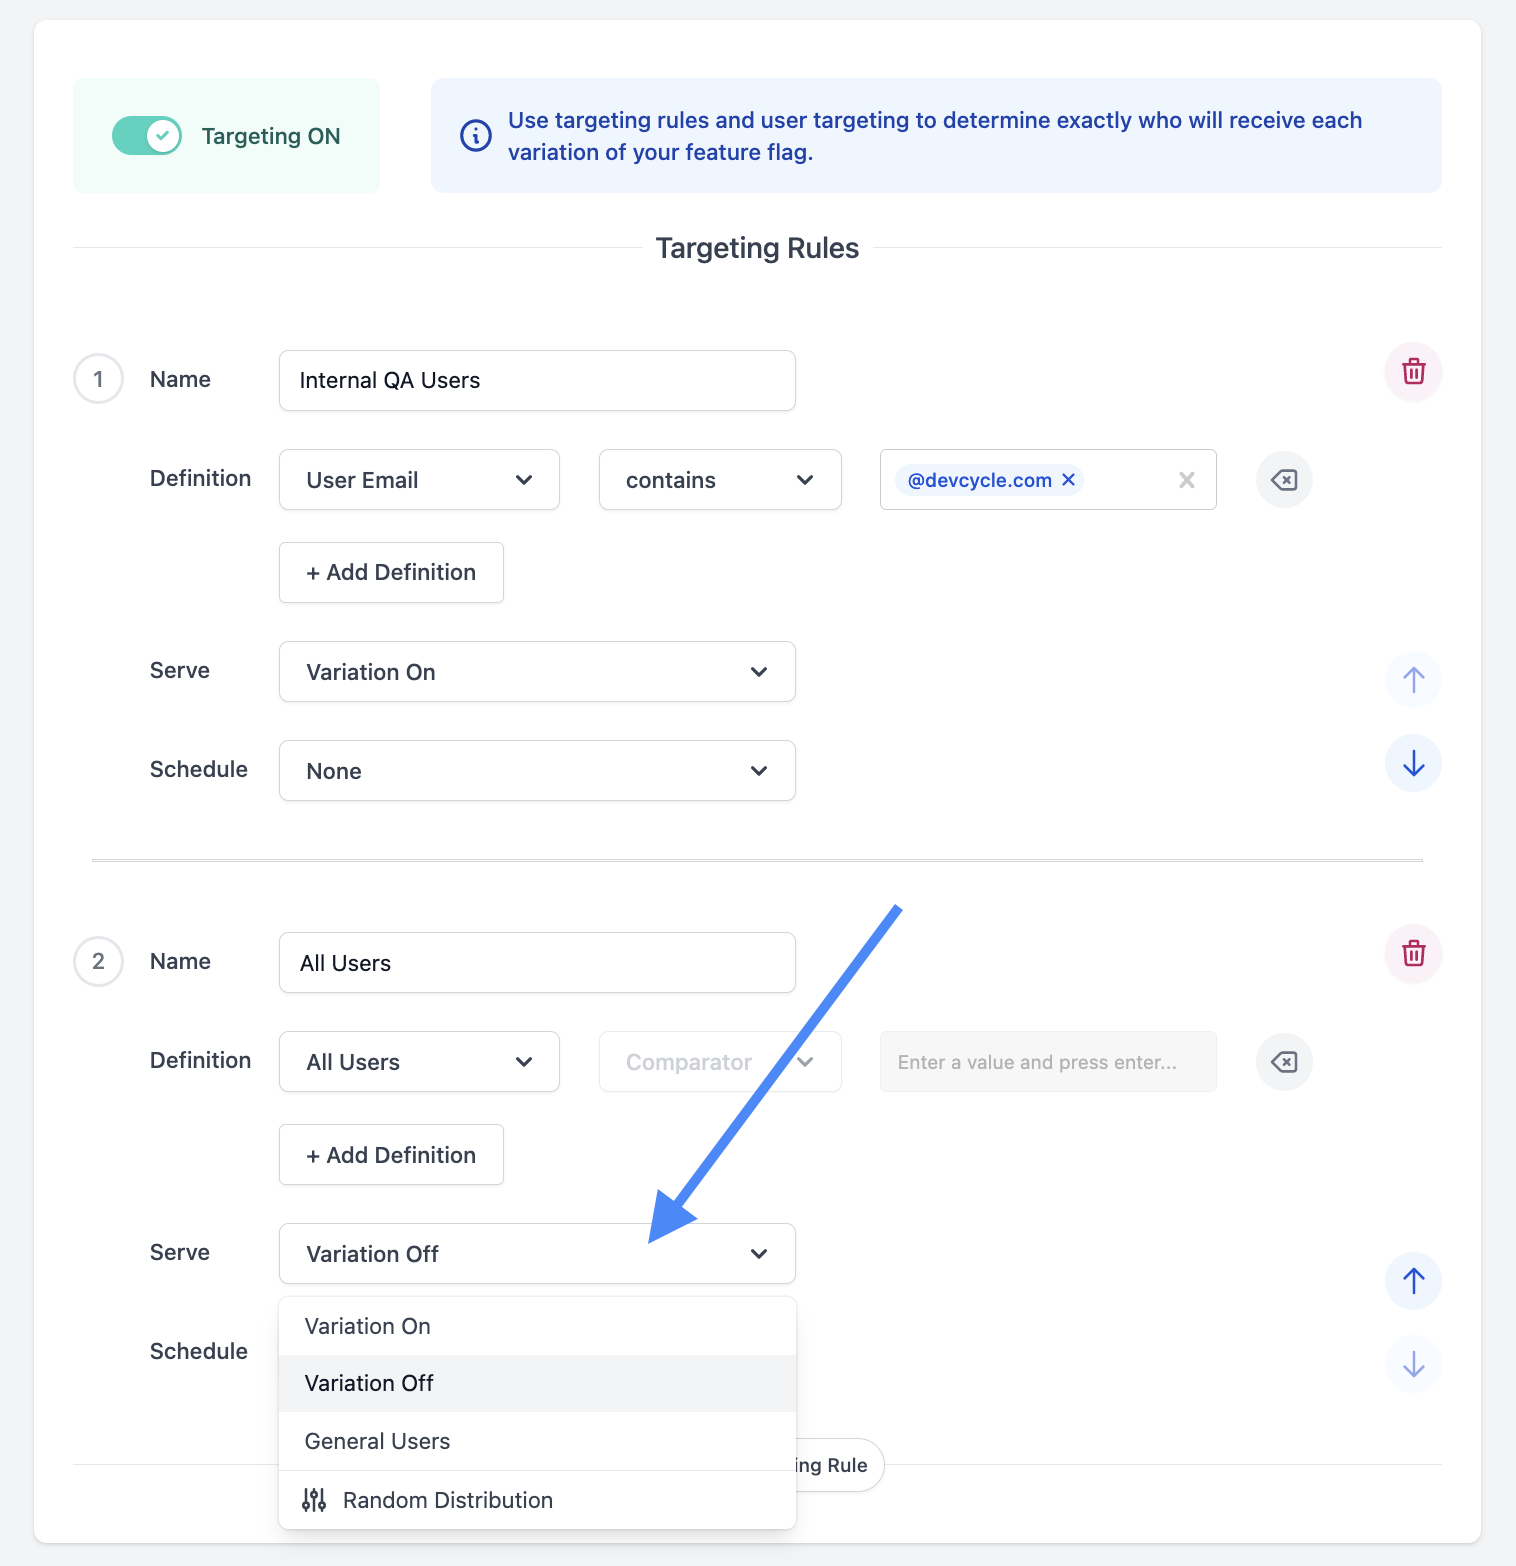 Targeting ON
Use targeting rules and user targeting to determine exactly who will receive each
variation of your feature flag.
Targeting Rules
1
Name
Internal QA Users
Definition
User Email
contains
@devcycle.com
+ Add Definition
Serve
Variation On
Schedule
None
2
Name
All Users
Definition
All Users
Comparator
Enter a value and press enter...
+ Add Definition
Serve
Variation Off
Variation On
Schedule
Variation Off
General Users
ing Rule
Random Distribution